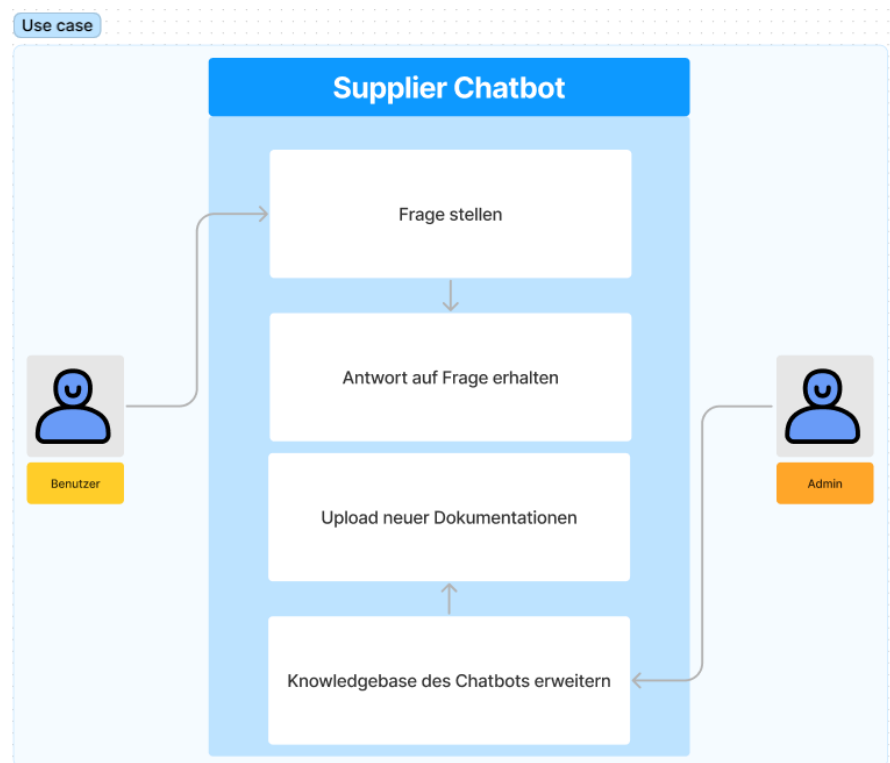 Use case
Supplier Chatbot
Frage stellen
Antwort auf Frage erhalten
Benutzer
Admin
Upload neuer Dokumentationen
Knowledgebase des Chatbots erweitern